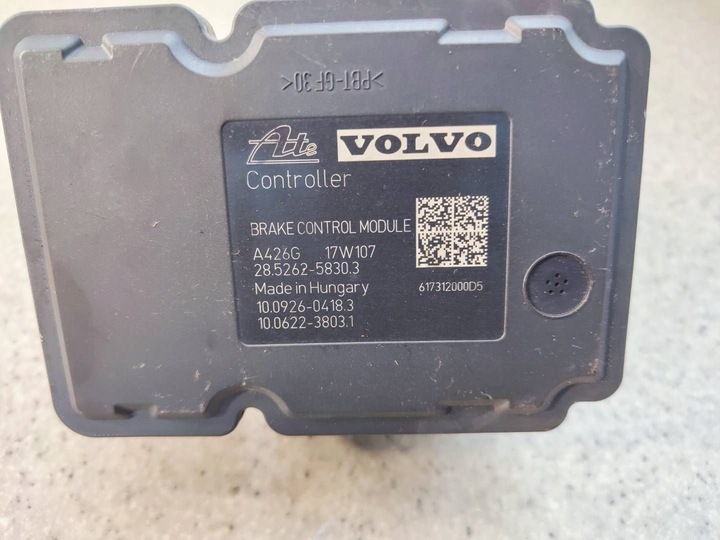 >PBT-GF30<
Ate VOLVO
Controller
BRAKE CONTROL MODULE
A426G 17W107
28.5262-5830.3
Made in Hungary 617312000D5
10.0926-0418.3
10.0622-3803.1